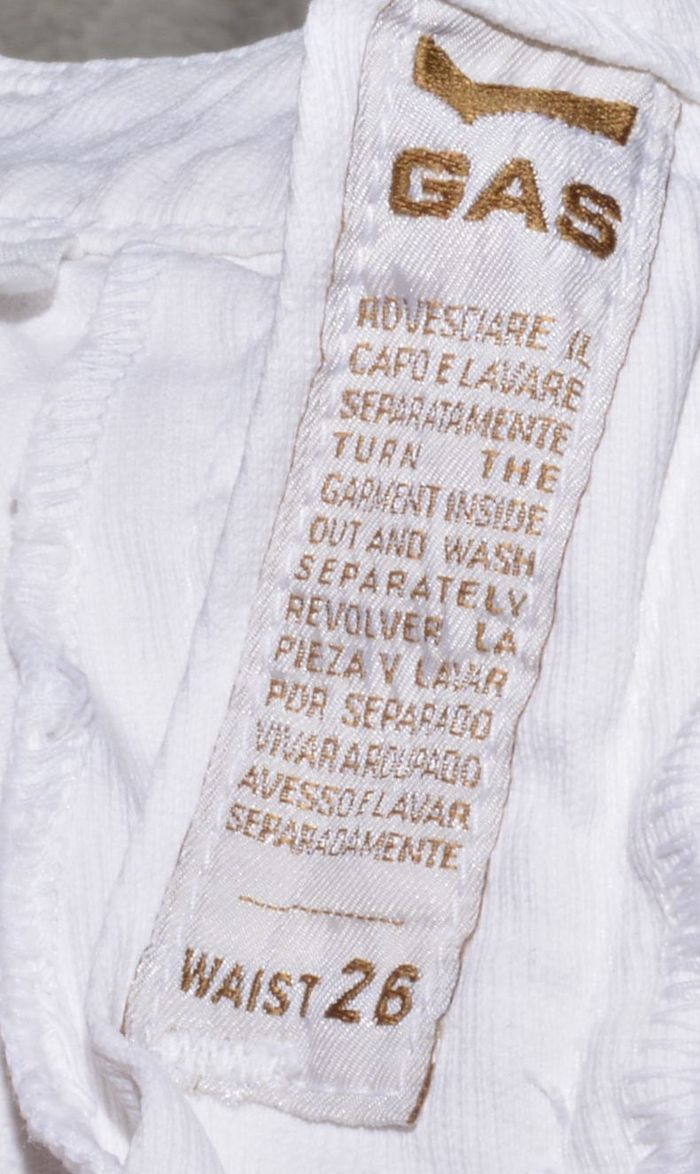 GAS
ROVESCIARE IL
CAPO E LAVARE
SEPARATAMENTE
TURN THE
GARMENT INSIDE
OUT AND WASH
SEPARATELY
REVOLVER LA
PIEZA Y LAVAR
POR SEPARADO
VIVAR AROUPADO
AVESSO E LAVAR
SEPARADAMENTE
WAIST 26